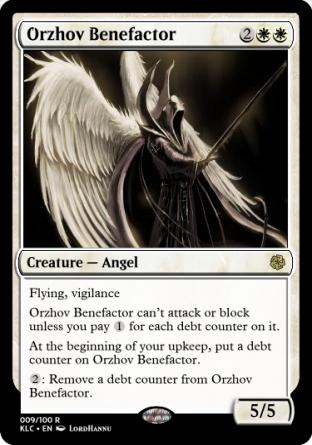 Orzhov Benefactor 2
Creature — Angel
Flying, vigilance
Orzhov Benefactor can't attack or block
unless you pay 1 for each debt counter on it.
At the beginning of your upkeep, put a debt
counter on Orzhov Benefactor.
2: Remove a debt counter from Orzhov
Benefactor.
5/5
009/100 R
KLC • EN LordHannu